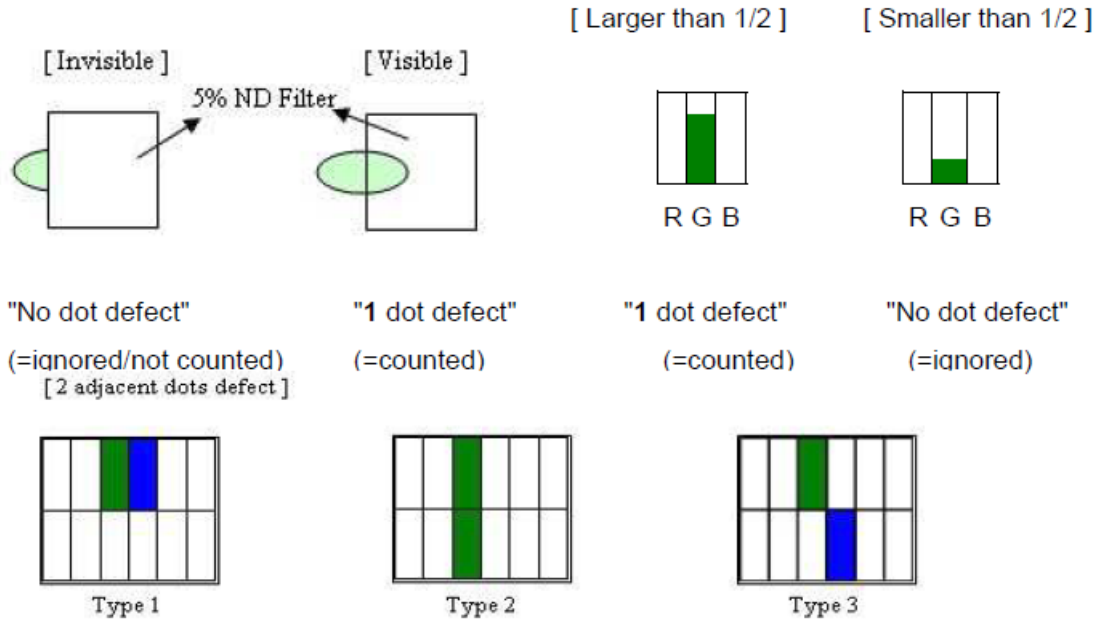 [ Larger than 1/2 ] [ Smaller than 1/2 ]
[ Invisible ] [ Visible ]
5% ND Filter
R G B R G B
"No dot defect" "1 dot defect" "1 dot defect" "No dot defect"
(=ignored/not counted) (=counted) (=counted) (=ignored)
[ 2 adjacent dots defect ]
Type 1 Type 2 Type 3